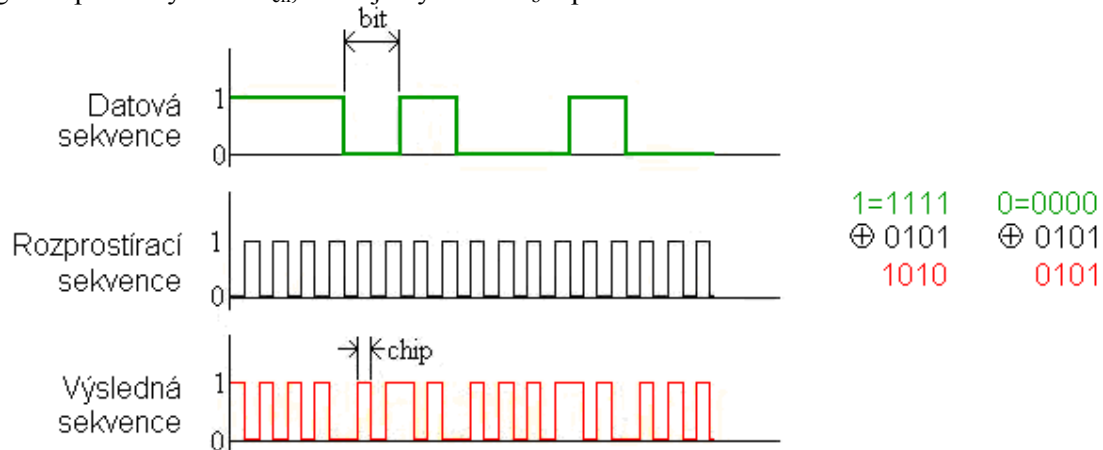 bit
Datová
sekvence
1
0
Rozprostírací
sekvence
1
0
1=1111
⊕ 0101
1010
0=0000
⊕ 0101
0101
chip
Výsledná
sekvence
1
0